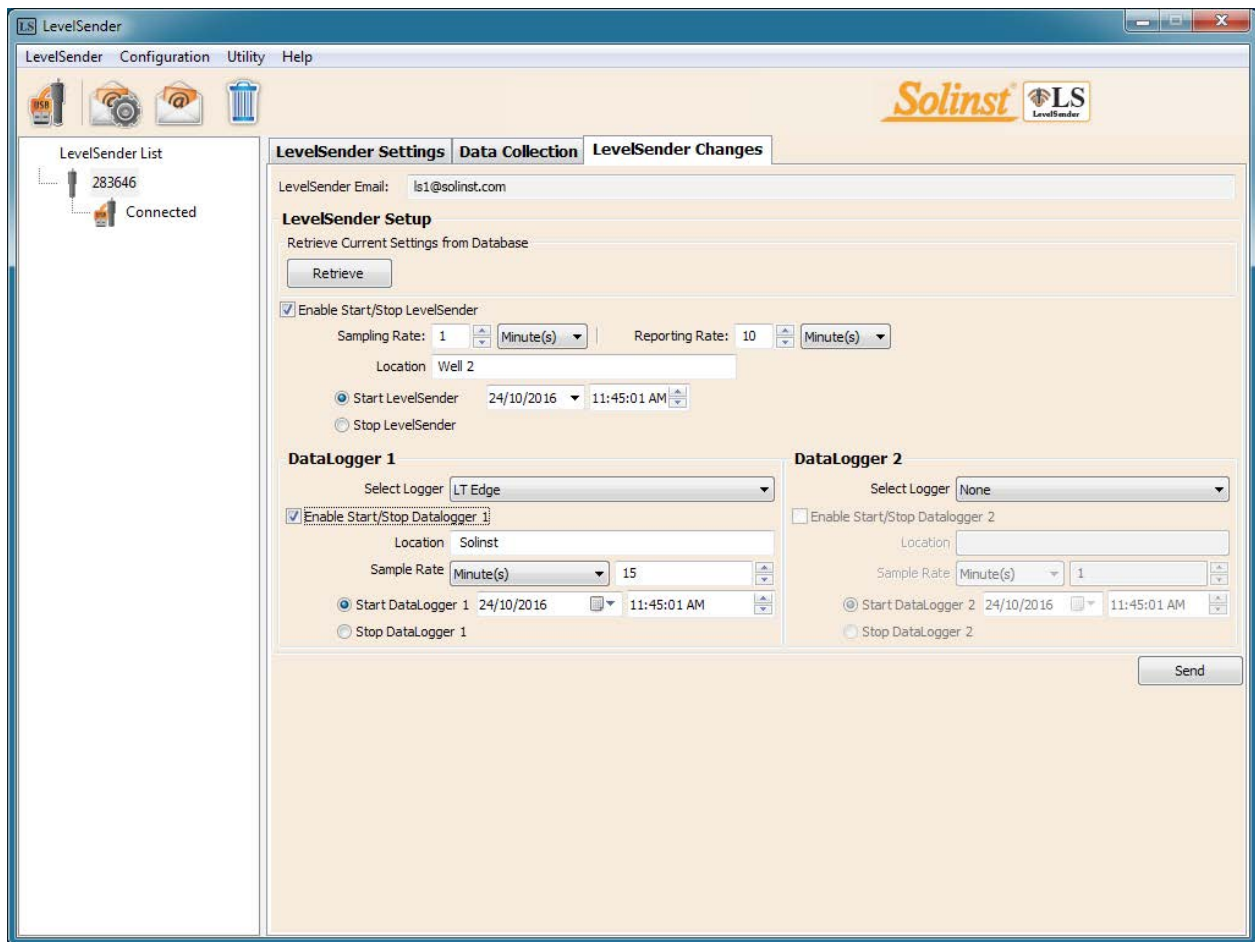 LS LevelSender
LevelSender Configuration Utility Help
USB @ Solinst LS
LevelSender
LevelSender List
283646
Connected
LevelSender Settings Data Collection LevelSender Changes
LevelSender Email: ls1@solinst.com
LevelSender Setup
Retrieve Current Settings from Database
Retrieve
Enable Start/Stop LevelSender
Sampling Rate: 1 Minute(s) Reporting Rate: 10 Minute(s)
Location Well 2
Start LevelSender 24/10/2016 11:45:01 AM
Stop LevelSender
DataLogger 1
Select Logger LT Edge
Enable Start/Stop Datalogger 1
Location Solinst
Sample Rate Minute(s) 15
Start DataLogger 1 24/10/2016 11:45:01 AM
Stop DataLogger 1
DataLogger 2
Select Logger None
Enable Start/Stop Datalogger 2
Location
Sample Rate Minute(s) 1
Start DataLogger 2 24/10/2016 11:45:01 AM
Stop DataLogger 2
Send